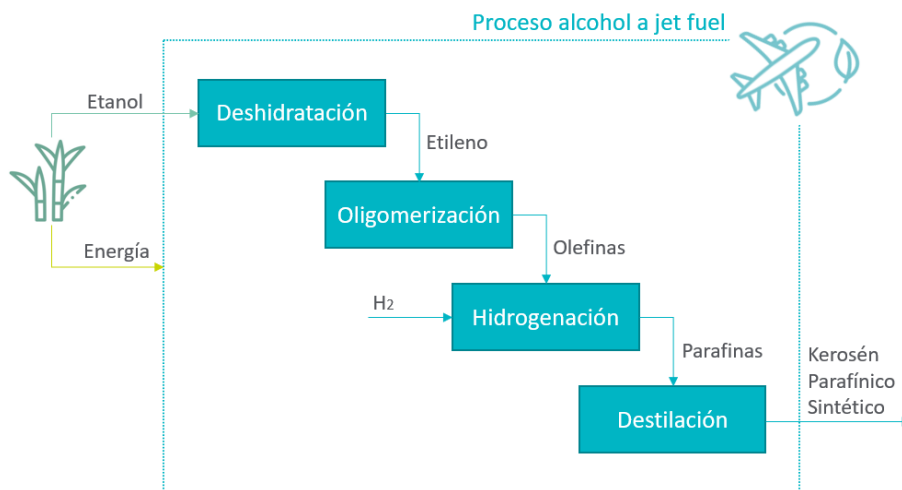 Proceso alcohol a jet fuel
Etanol
Deshidratación
Etileno
Oligomerización
Energía
Olefinas
H2
Hidrogenación
Parafinas
Kerosén
Parafínico
Sintético
Destilación